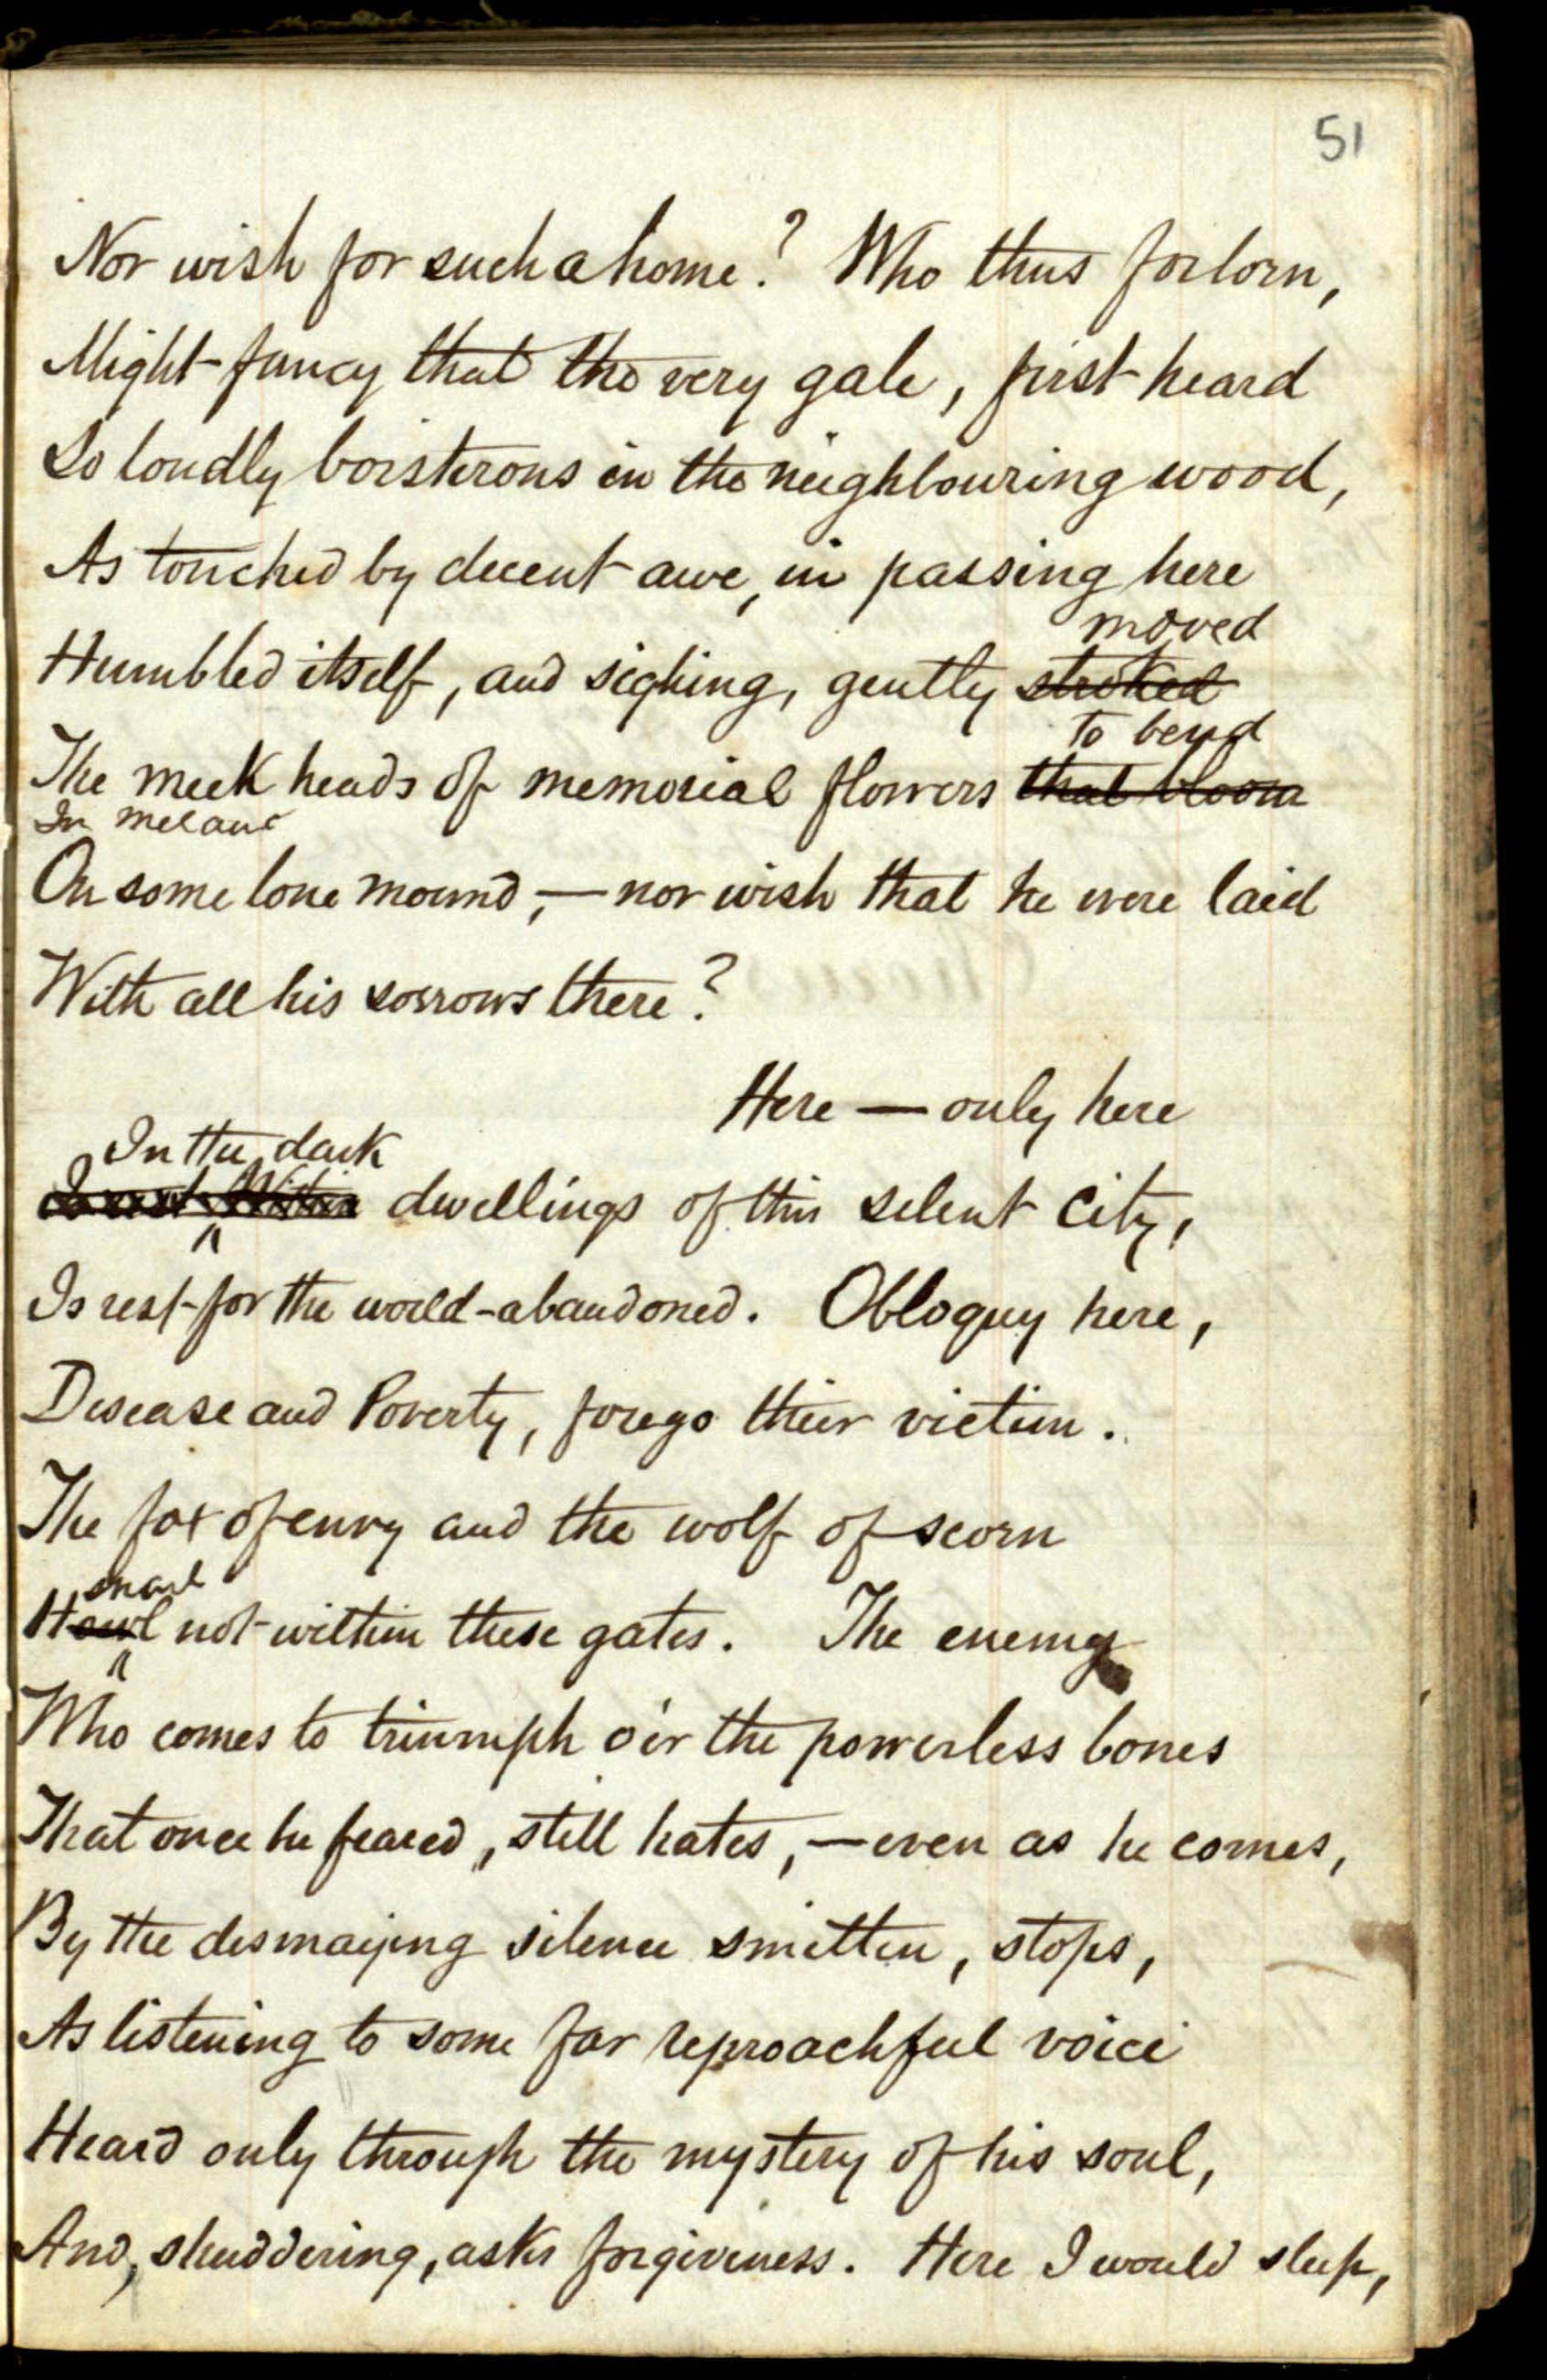 51
Nor wish for such a home? Who thus forlorn,
Might fancy that the very gale, first heard
So loudly boisterous in the neighbouring wood,
As touched by decent awe, in passing here
moved
Humbled itself, and sighing, gently stroked
to bend
The meek heads of memorial flowers that bloom
In
On some lone mound,—nor wish that he were laid
With all his sorrows there?
Here — only here
In the dark
Is rest Within dwellings of this silent City,
Is rest for the world-abandoned. Obloquy here,
Disease and Poverty, forego their victim.
The fox of envy and the wolf of scorn
snarl
Howl not within these gates. The enemy
Who comes to triumph o'er the powerless bones
That once he feared, still hates,—even as he comes,
By the dismaying silence smitten, stops,
As listening to some far reproachful voice
Heard only through the mystery of his soul,
And, shuddering, asks forgiveness. Here I would sleep,